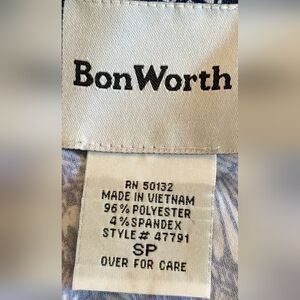 BonWorth
RN 50132
MADE IN VIETNAM
96% POLYESTER
4% SPANDEX
STYLE# 47791
SP
OVER FOR CARE